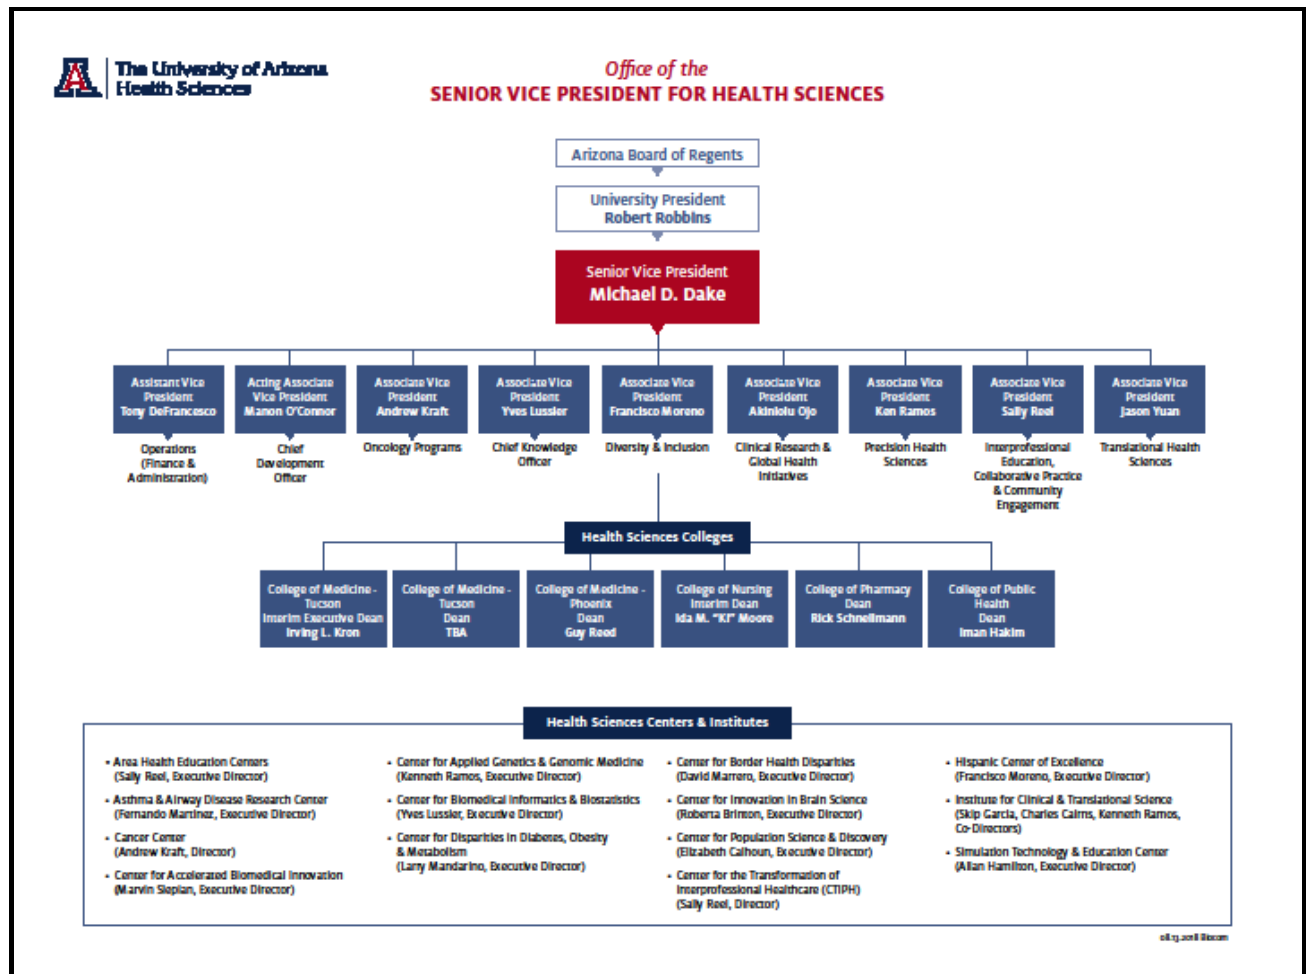 The University of Arizona
Health Sciences
Office of the
SENIOR VICE PRESIDENT FOR HEALTH SCIENCES
Arizona Board of Regents
University President
Robert Robbins
Senior Vice President
Michael D. Dake
Assistant Vice
President
Tony DeFrancesco
Operations
(Finance &
Administration)
Acting Associate
Vice President
Manon O'Connor
Chief
Development
Officer
Associate Vice
President
Andrew Kraft
Oncology Programs
Associate Vice
President
Yves Lussier
Chief Knowledge
Officer
Associate Vice
President
Francisco Moreno
Diversity & Inclusion
Associate Vice
President
Akinlolu Ojo
Clinical Research &
Global Health
Initiatives
Associate Vice
President
Ken Ramos
Precision Health
Sciences
Associate Vice
President
Sally Reel
Interprofessional
Education,
Collaborative Practice
& Community
Engagement
Associate Vice
President
Jason Yuan
Translational Health
Sciences
Health Sciences Colleges
College of Medicine -
Tucson
Interim Executive Dean
Irving L. Kron
College of Medicine -
Tucson
Dean
TBA
College of Medicine -
Phoenix
Dean
Guy Reed
College of Nursing
Interim Dean
Ida M. "Ki" Moore
College of Pharmacy
Dean
Rick Schnellmann
College of Public
Health
Dean
Iman Hakim
Health Sciences Centers & Institutes
• Area Health Education Centers
(Sally Reel, Executive Director)
• Asthma & Airway Disease Research Center
(Fernando Martinez, Executive Director)
• Cancer Center
(Andrew Kraft, Director)
• Center for Accelerated Biomedical Innovation
(Marvin Slepian, Executive Director)
• Center for Applied Genetics & Genomic Medicine
(Kenneth Ramos, Executive Director)
• Center for Biomedical Informatics & Biostatistics
(Yves Lussier, Executive Director)
• Center for Disparities in Diabetes, Obesity
& Metabolism
(Larry Mandarino, Executive Director)
• Center for Border Health Disparities
(David Marrero, Executive Director)
• Center for Innovation in Brain Science
(Roberta Brinton, Executive Director)
• Center for Population Science & Discovery
(Elizabeth Calhoun, Executive Director)
• Center for the Transformation of
Interprofessional Healthcare (CTIPH)
(Sally Reel, Director)
• Hispanic Center of Excellence
(Francisco Moreno, Executive Director)
• Institute for Clinical & Translational Science
(Skip Garcia, Charles Cairns, Kenneth Ramos,
Co-Directors)
• Simulation Technology & Education Center
(Allan Hamilton, Executive Director)
08.13.2018 Biocom